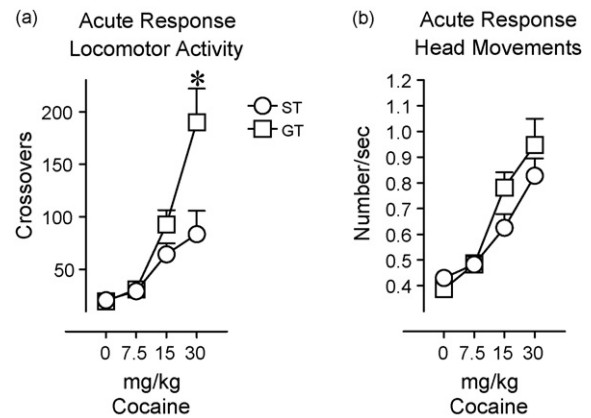 (a)
Acute Response
Locomotor Activity
*
200
150
100
50
Crossovers
ST
GT
0 7.5 15 30
mg/kg
Cocaine
(b)
Acute Response
Head Movements
1.2
1.1
1.0
0.9
0.8
0.7
0.6
0.5
0.4
Number/sec
0 7.5 15 30
mg/kg
Cocaine